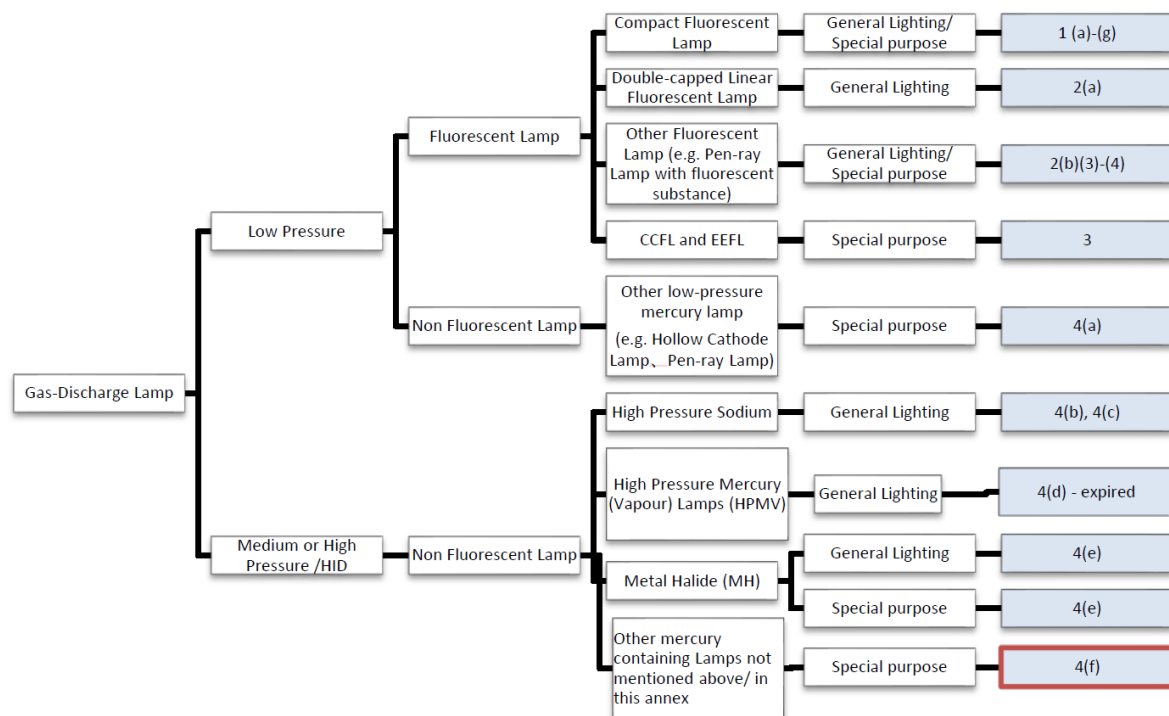 Compact Fluorescent
Lamp
General Lighting/
Special purpose
1 (a)-(g)
Double-capped Linear
Fluorescent Lamp
General Lighting
2(a)
Fluorescent Lamp
Other Fluorescent
Lamp (e.g. Pen-ray
Lamp with fluorescent
substance)
General Lighting/
Special purpose
2(b)(3)-(4)
Low Pressure
CCFL and EEFL
Special purpose
3
Non Fluorescent Lamp
Other low-pressure
mercury lamp
(e.g. Hollow Cathode
Lamp、Pen-ray Lamp)
Special purpose
4(a)
Gas-Discharge Lamp
High Pressure Sodium
General Lighting
4(b), 4(c)
High Pressure Mercury
(Vapour) Lamps (HPMV)
General Lighting
4(d) - expired
Medium or High
Pressure /HID
Non Fluorescent Lamp
Metal Halide (MH)
General Lighting
4(e)
Special purpose
4(e)
Other mercury
containing Lamps not
mentioned above/ in
this annex
Special purpose
4(f)